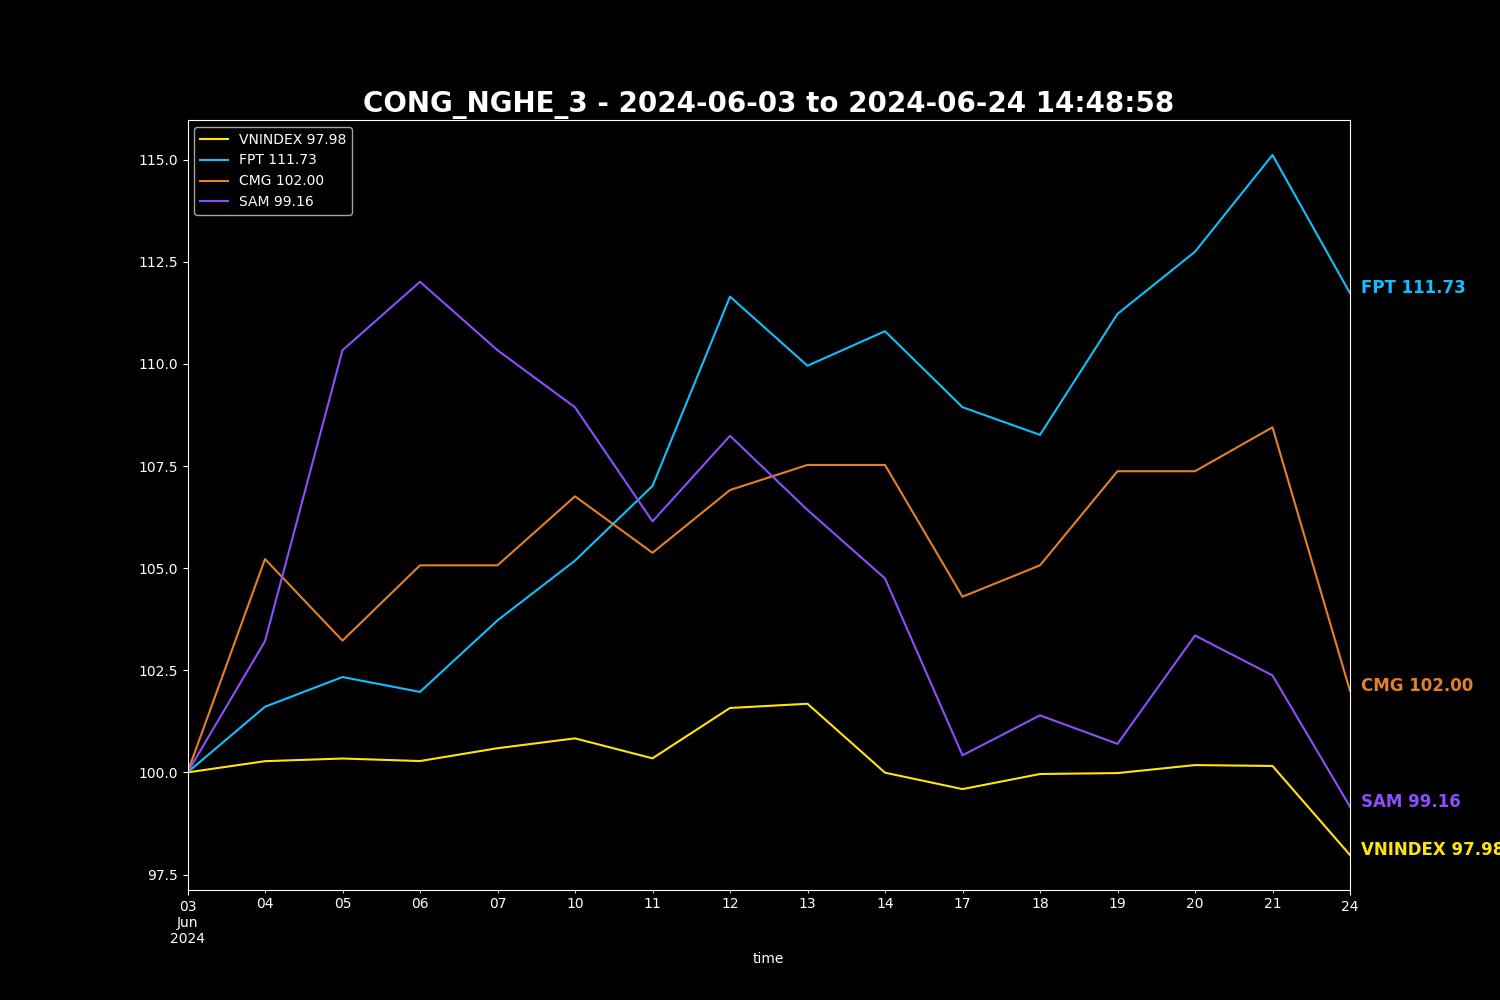 CONG_NGHE_3 - 2024-06-03 to 2024-06-24 14:48:58
VNINDEX 97.98
FPT 111.73
CMG 102.00
SAM 99.16
115.0
112.5
110.0
107.5
105.0
102.5
100.0
97.5
FPT 111.73
CMG 102.00
SAM 99.16
VNINDEX 97.98
03 04 05 06 07 10 11 12 13 14 17 18 19 20 21 24
Jun
2024
time